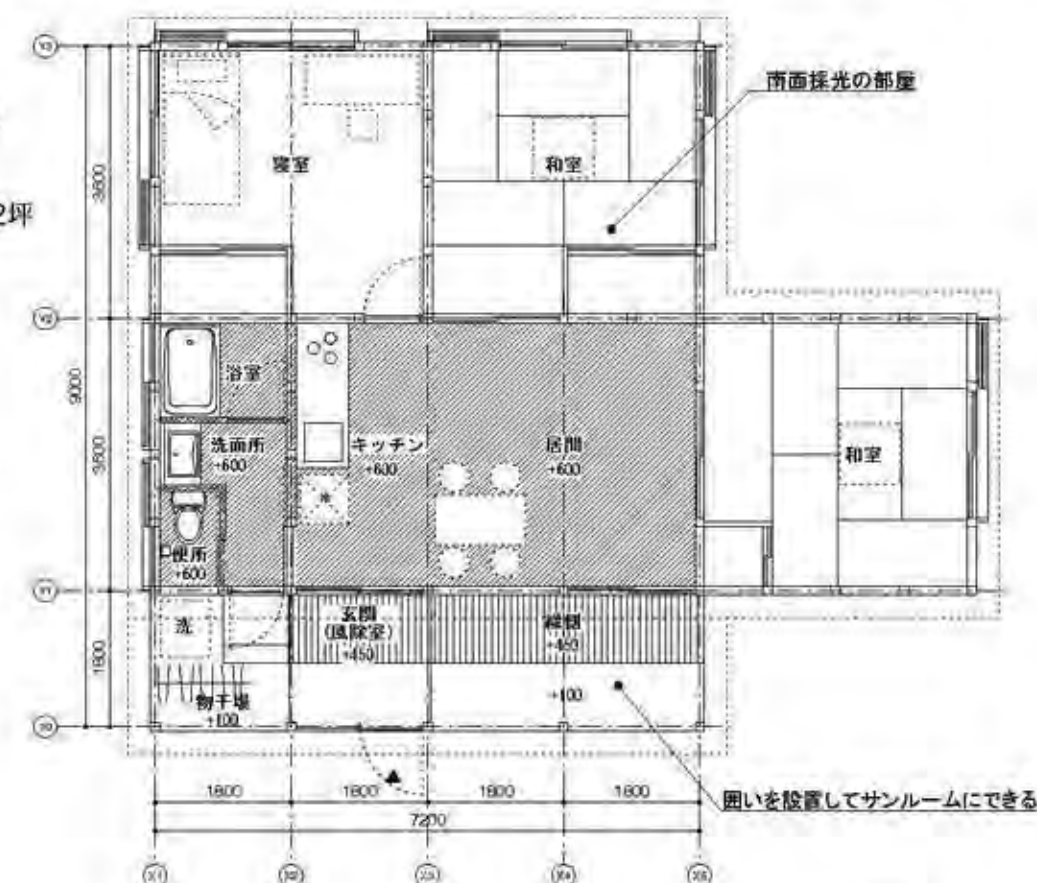 南面採光の部屋
寝室
和室
3600
2坪
浴室
洗面所
+600
キッチン
+600
居間
+600
和室
冷
9000
3600
便所
+600
洗
玄関
(風除室)
+450
縁側
+450
1800
物干場
+100
+100
囲いを設置してサンルームにできる
1800
1800
1800
1800
7200